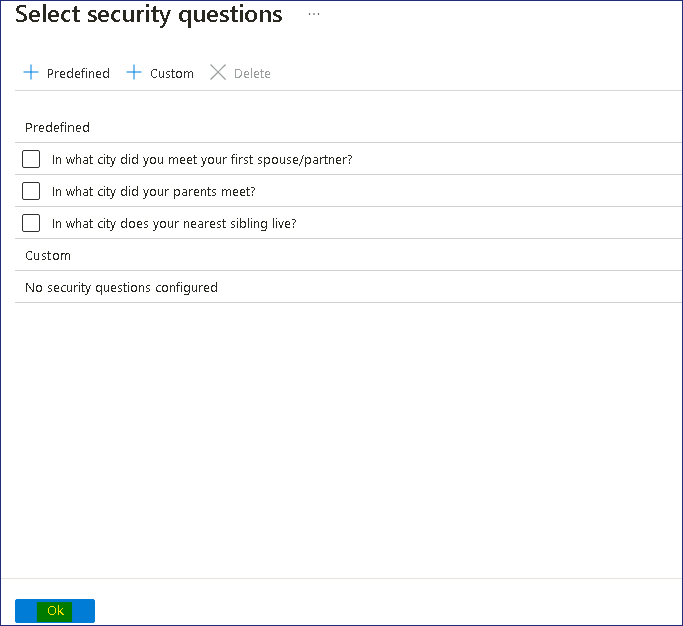 Select security questions ...
Predefined Custom Delete
Predefined
In what city did you meet your first spouse/partner?
In what city did your parents meet?
In what city does your nearest sibling live?
Custom
No security questions configured
Ok